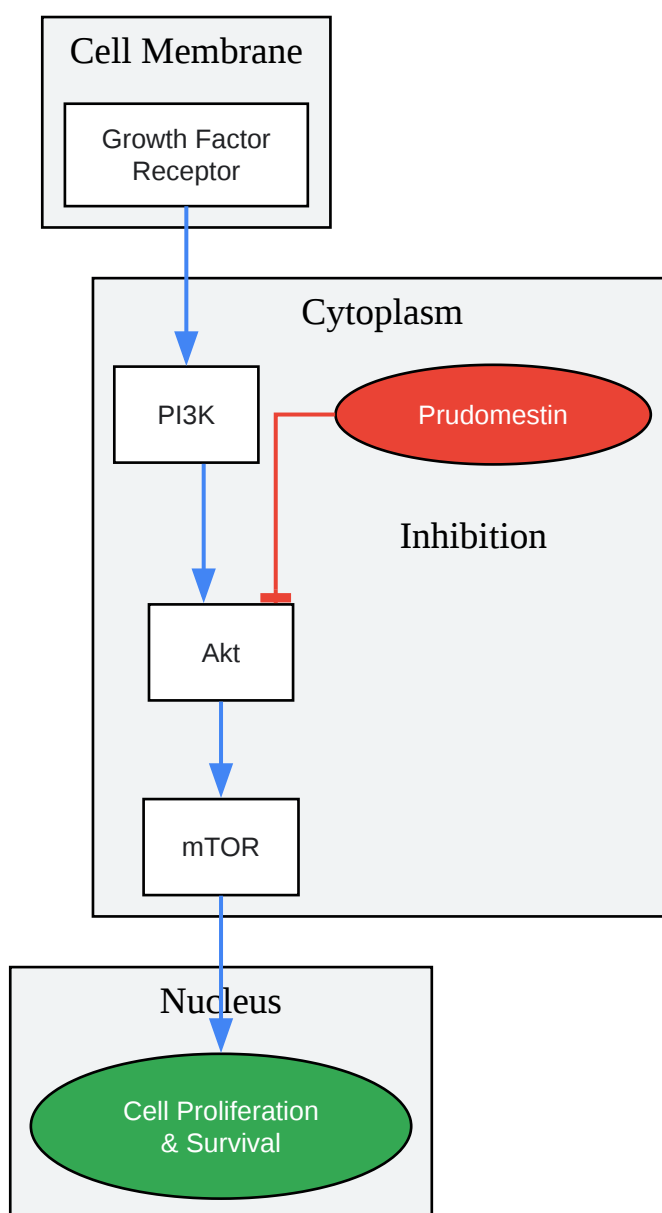 Cell Membrane
Growth Factor
Receptor
Cytoplasm
PI3K
Prudomestin
Inhibition
Akt
mTOR
Nucleus
Cell Proliferation
& Survival